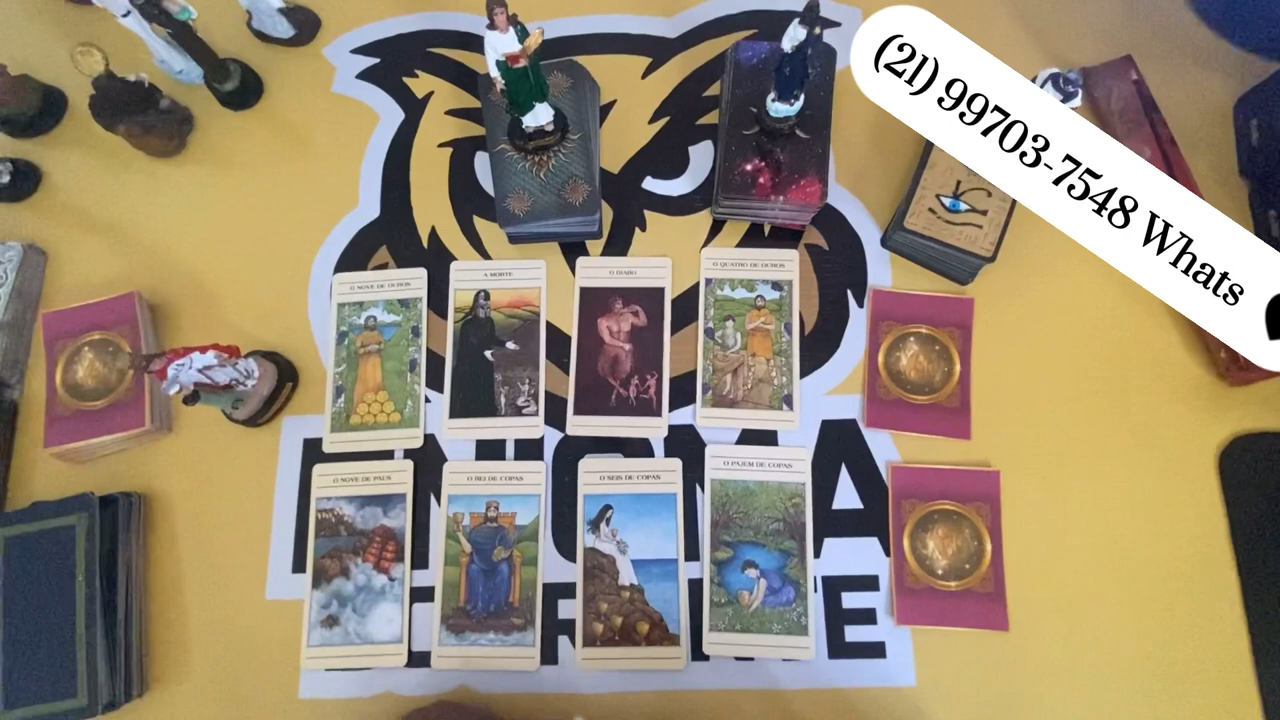 (21) 99703-7548 Whats
O NOVE DE OUROS
A MORTE
O DIABO
O QUATRO DE OUROS
O NOVE DE PAUS
O REI DE COPAS
O SEIS DE COPAS
O PAJEM DE COPAS